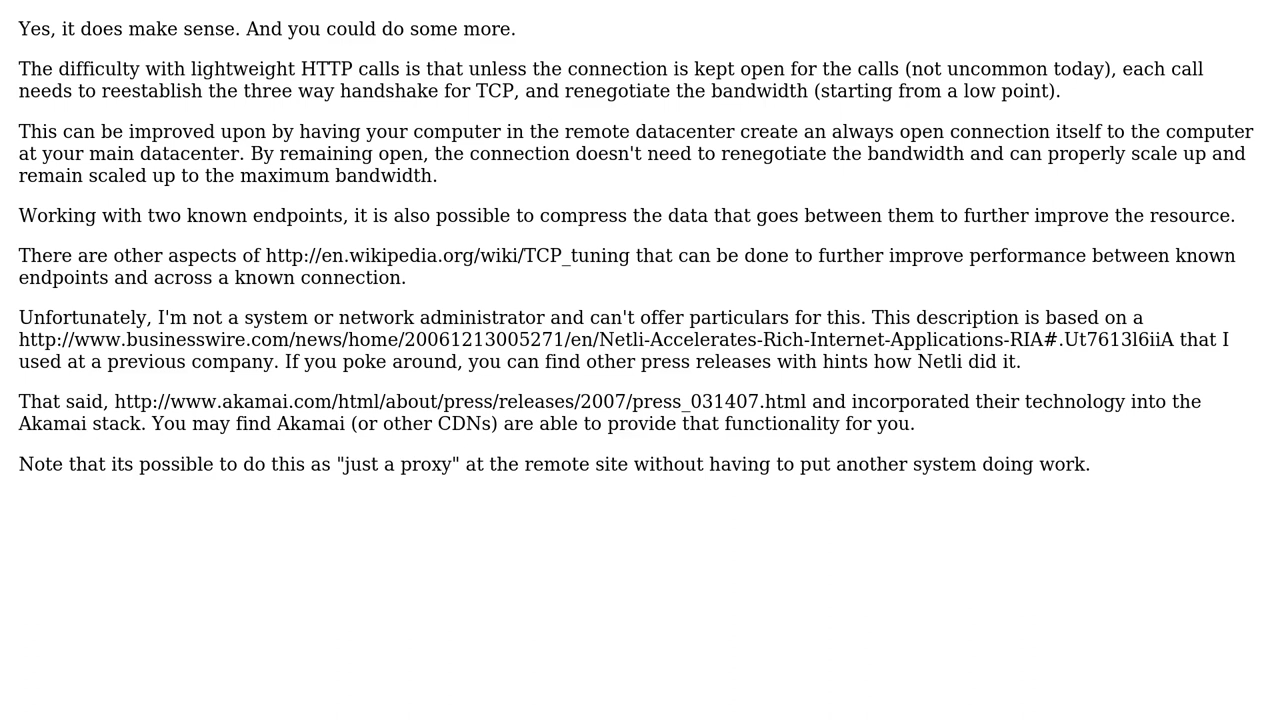 Yes, it does make sense. And you could do some more.
The difficulty with lightweight HTTP calls is that unless the connection is kept open for the calls (not uncommon today), each call
needs to reestablish the three way handshake for TCP, and renegotiate the bandwidth (starting from a low point).
This can be improved upon by having your computer in the remote datacenter create an always open connection itself to the computer
at your main datacenter. By remaining open, the connection doesn't need to renegotiate the bandwidth and can properly scale up and
remain scaled up to the maximum bandwidth.
Working with two known endpoints, it is also possible to compress the data that goes between them to further improve the resource.
There are other aspects of http://en.wikipedia.org/wiki/TCP_tuning that can be done to further improve performance between known
endpoints and across a known connection.
Unfortunately, I'm not a system or network administrator and can't offer particulars for this. This description is based on a
http://www.businesswire.com/news/home/20061213005271/en/Netli-Accelerates-Rich-Internet-Applications-RIA#.Ut7613l6iiA that I
used at a previous company. If you poke around, you can find other press releases with hints how Netli did it.
That said, http://www.akamai.com/html/about/press/releases/2007/press_031407.html and incorporated their technology into the
Akamai stack. You may find Akamai (or other CDNs) are able to provide that functionality for you.
Note that its possible to do this as "just a proxy" at the remote site without having to put another system doing work.